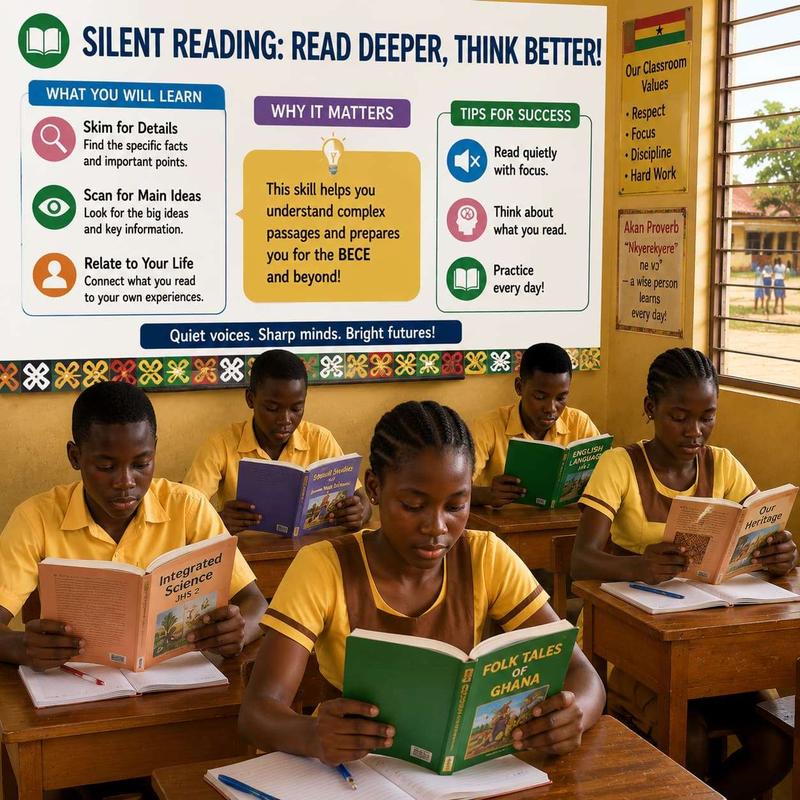 SILENT READING: READ DEEPER, THINK BETTER!
WHAT YOU WILL LEARN
Skim for Details
Find the specific facts
and important points.
Scan for Main Ideas
Look for the big ideas
and key information.
Relate to Your Life
Connect what you read
to your own experiences.
WHY IT MATTERS
This skill helps you
understand complex
passages and prepares
you for the BECE
and beyond!
TIPS FOR SUCCESS
Read quietly
with focus.
Think about
what you read.
Practice
every day!
Quiet voices. Sharp minds. Bright futures!
Our Classroom
Values
• Respect
• Focus
• Discipline
• Hard Work
Akan Proverb
"Nkyerekyere"
— a wise person
learns
every day!
Integrated
Science
JHS 2
Studies
ENGLISH
LANGUAGE
JHS 2
Our
Heritage
FOLK TALES
OF
GHANA